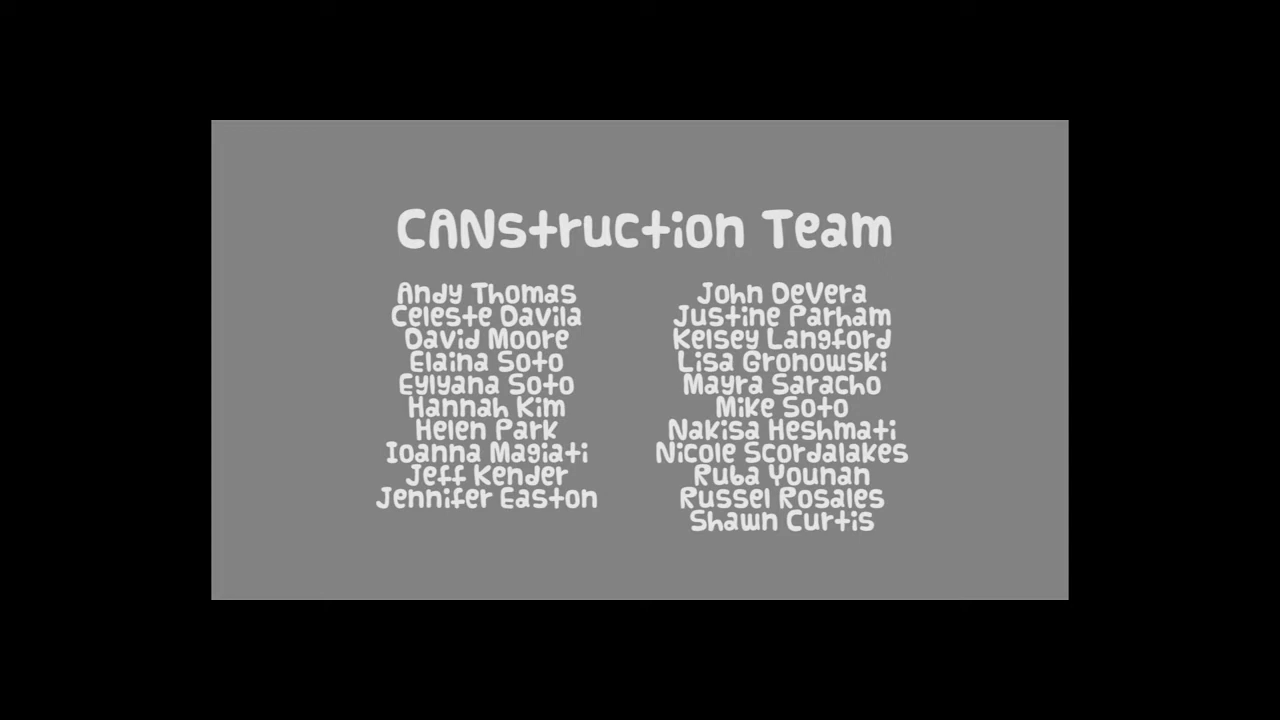 CANstruction Team
Andy Thomas
Celeste Davila
David Moore
Elaina Soto
Eylyana Soto
Hannah Kim
Helen Park
Ioanna Magiati
Jeff Kender
Jennifer Easton
John DeVera
Justine Parham
Kelsey Langford
Lisa Gronowski
Mayra Saracho
Mike Soto
Nakisa Heshmati
Nicole Scordalakes
Ruba Younan
Russel Rosales
Shawn Curtis